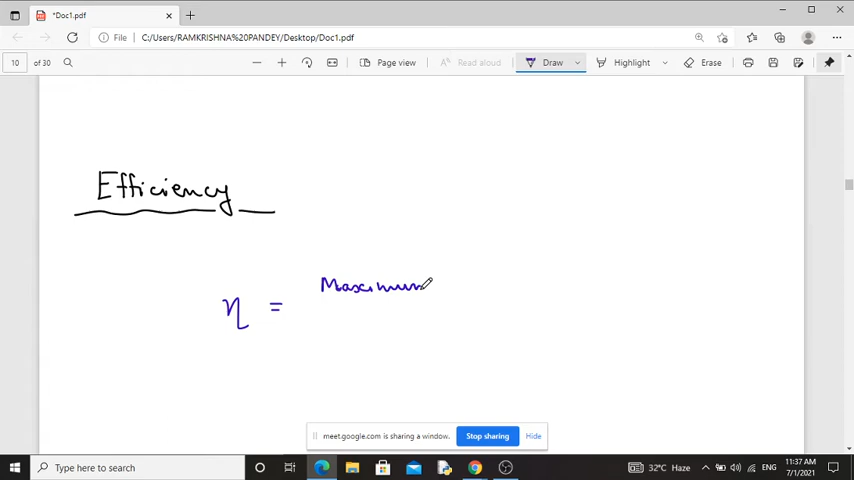 *Doc1.pdf
File C:/Users/RAMKRISHNA%20PANDEY/Desktop/Doc1.pdf
10 of 30 Page view Read aloud Draw Highlight Erase
Efficiency
η = Maximum
meet.google.com is sharing a window. Stop sharing Hide
Type here to search
32°C Haze ENG 11:37 AM
7/1/2021